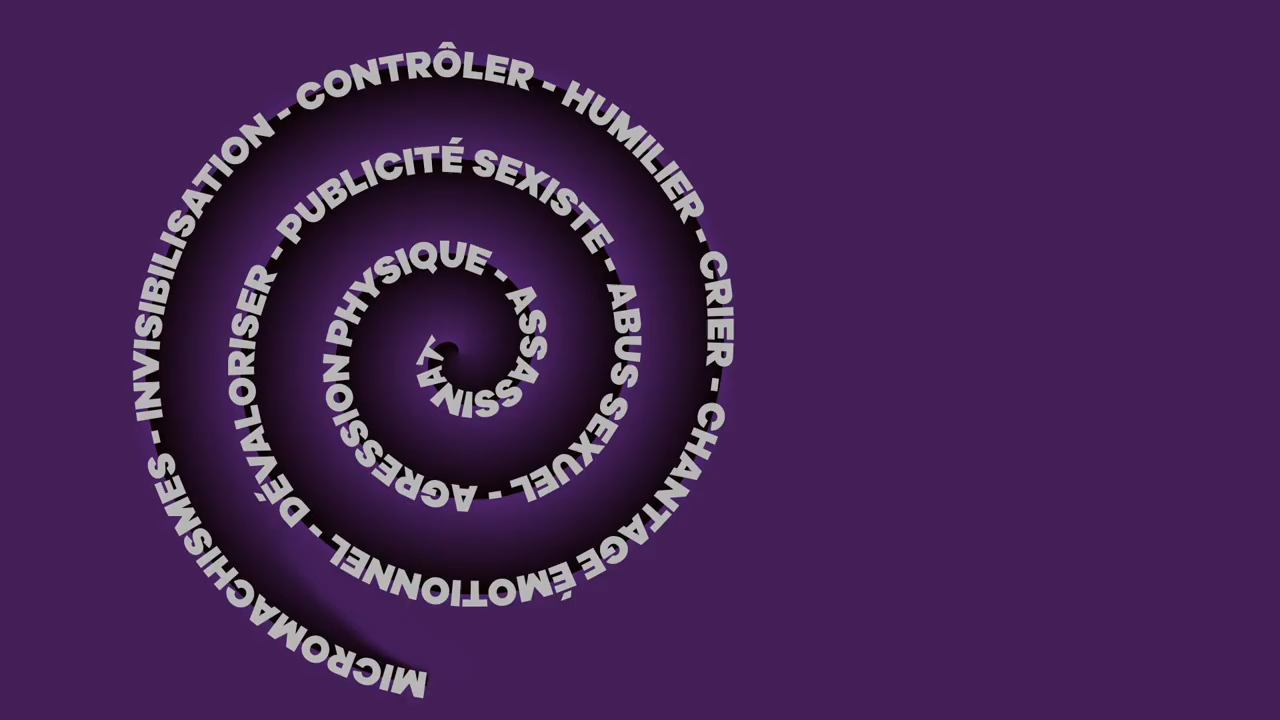 MICROMACHISMES - INVISIBILISATION - CONTRÔLER - HUMILIER - CRIER - CHANTAGE ÉMOTIONNEL - DÉVALORISER - PUBLICITÉ SEXISTE - ABUS SEXUEL - AGRESSION PHYSIQUE - ASSASSINAT